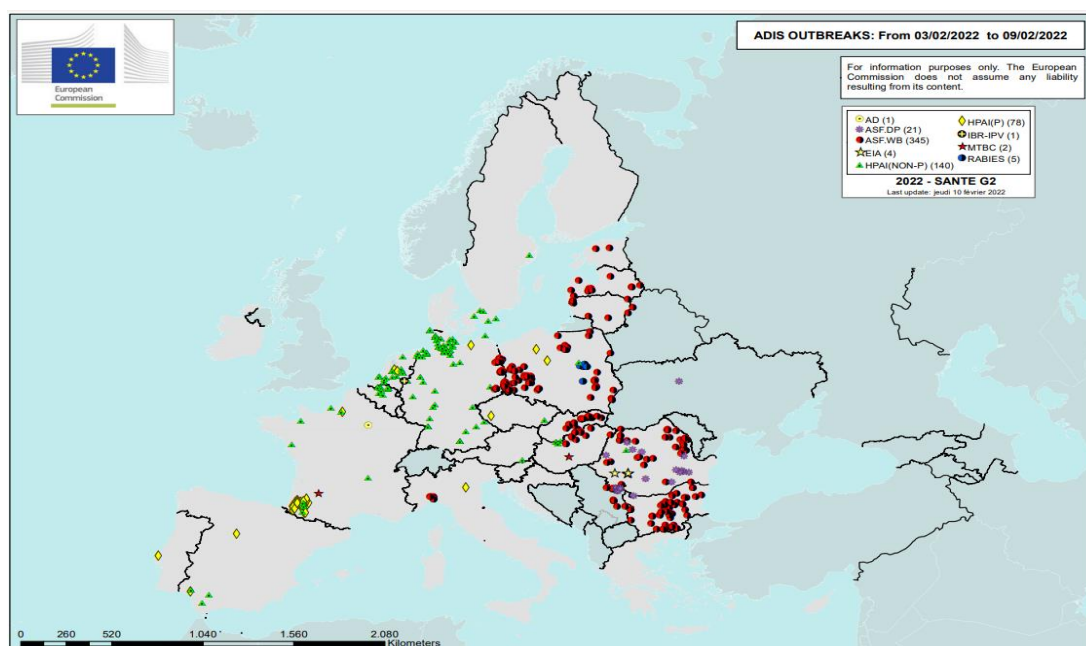 European
Commission
ADIS OUTBREAKS: From 03/02/2022 to 09/02/2022
For information purposes only. The European
Commission does not assume any liability
resulting from its content.
AD (1)
ASF.DP (21)
ASF.WB (345)
EIA (4)
HPAI(NON-P) (140)
HPAI(P) (78)
IBR-IPV (1)
MTBC (2)
RABIES (5)
2022 - SANTE G2
Last update: jeudi 10 février 2022
0 260 520 1.040 1.560 2.080
Kilometers